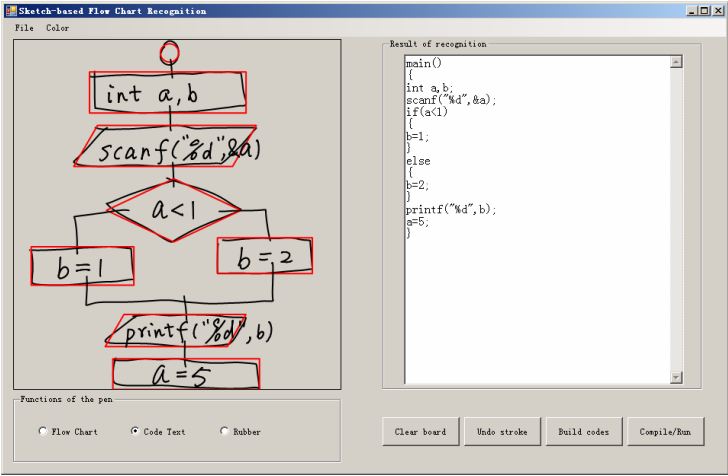 Sketch-based Flow Chart Recognition
File Color
int a,b
scanf("%d",&a)
a<1
b=1
b=2
printf("%d",b)
a=5
Functions of the pen
Flow Chart
Code Text
Rubber
Result of recognition
main()
{
int a,b;
scanf("%d",&a);
if(a<1)
{
b=1;
}
else
{
b=2;
}
printf("%d",b);
a=5;
}
Clear board
Undo stroke
Build codes
Compile/Run